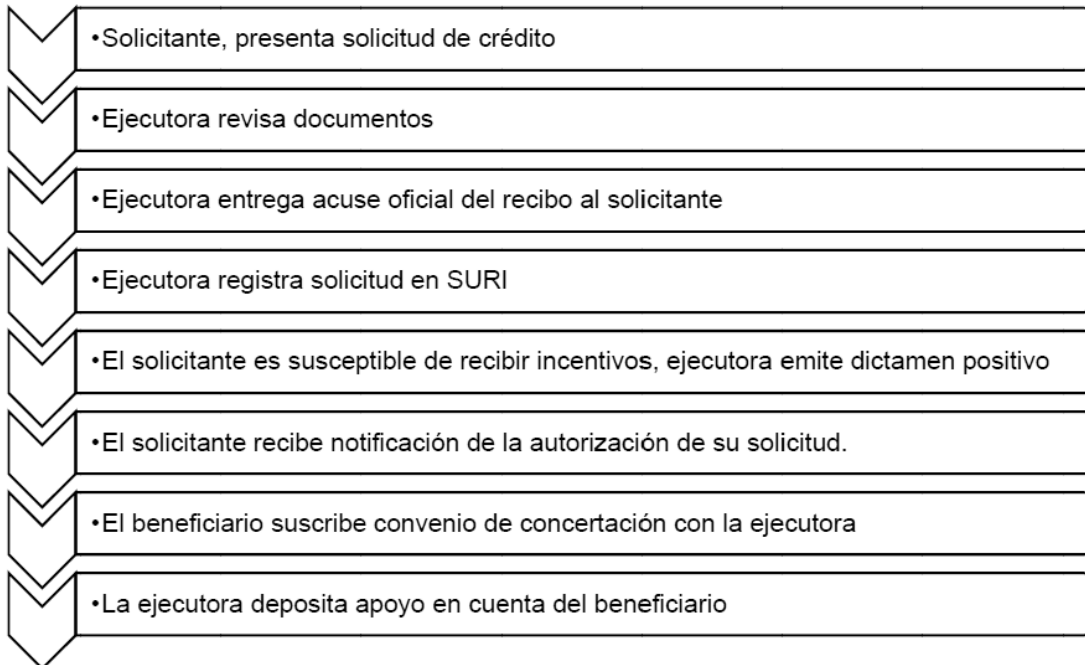 •Solicitante, presenta solicitud de crédito
•Ejecutora revisa documentos
•Ejecutora entrega acuse oficial del recibo al solicitante
•Ejecutora registra solicitud en SURI
•El solicitante es susceptible de recibir incentivos, ejecutora emite dictamen positivo
•El solicitante recibe notificación de la autorización de su solicitud.
•El beneficiario suscribe convenio de concertación con la ejecutora
•La ejecutora deposita apoyo en cuenta del beneficiario